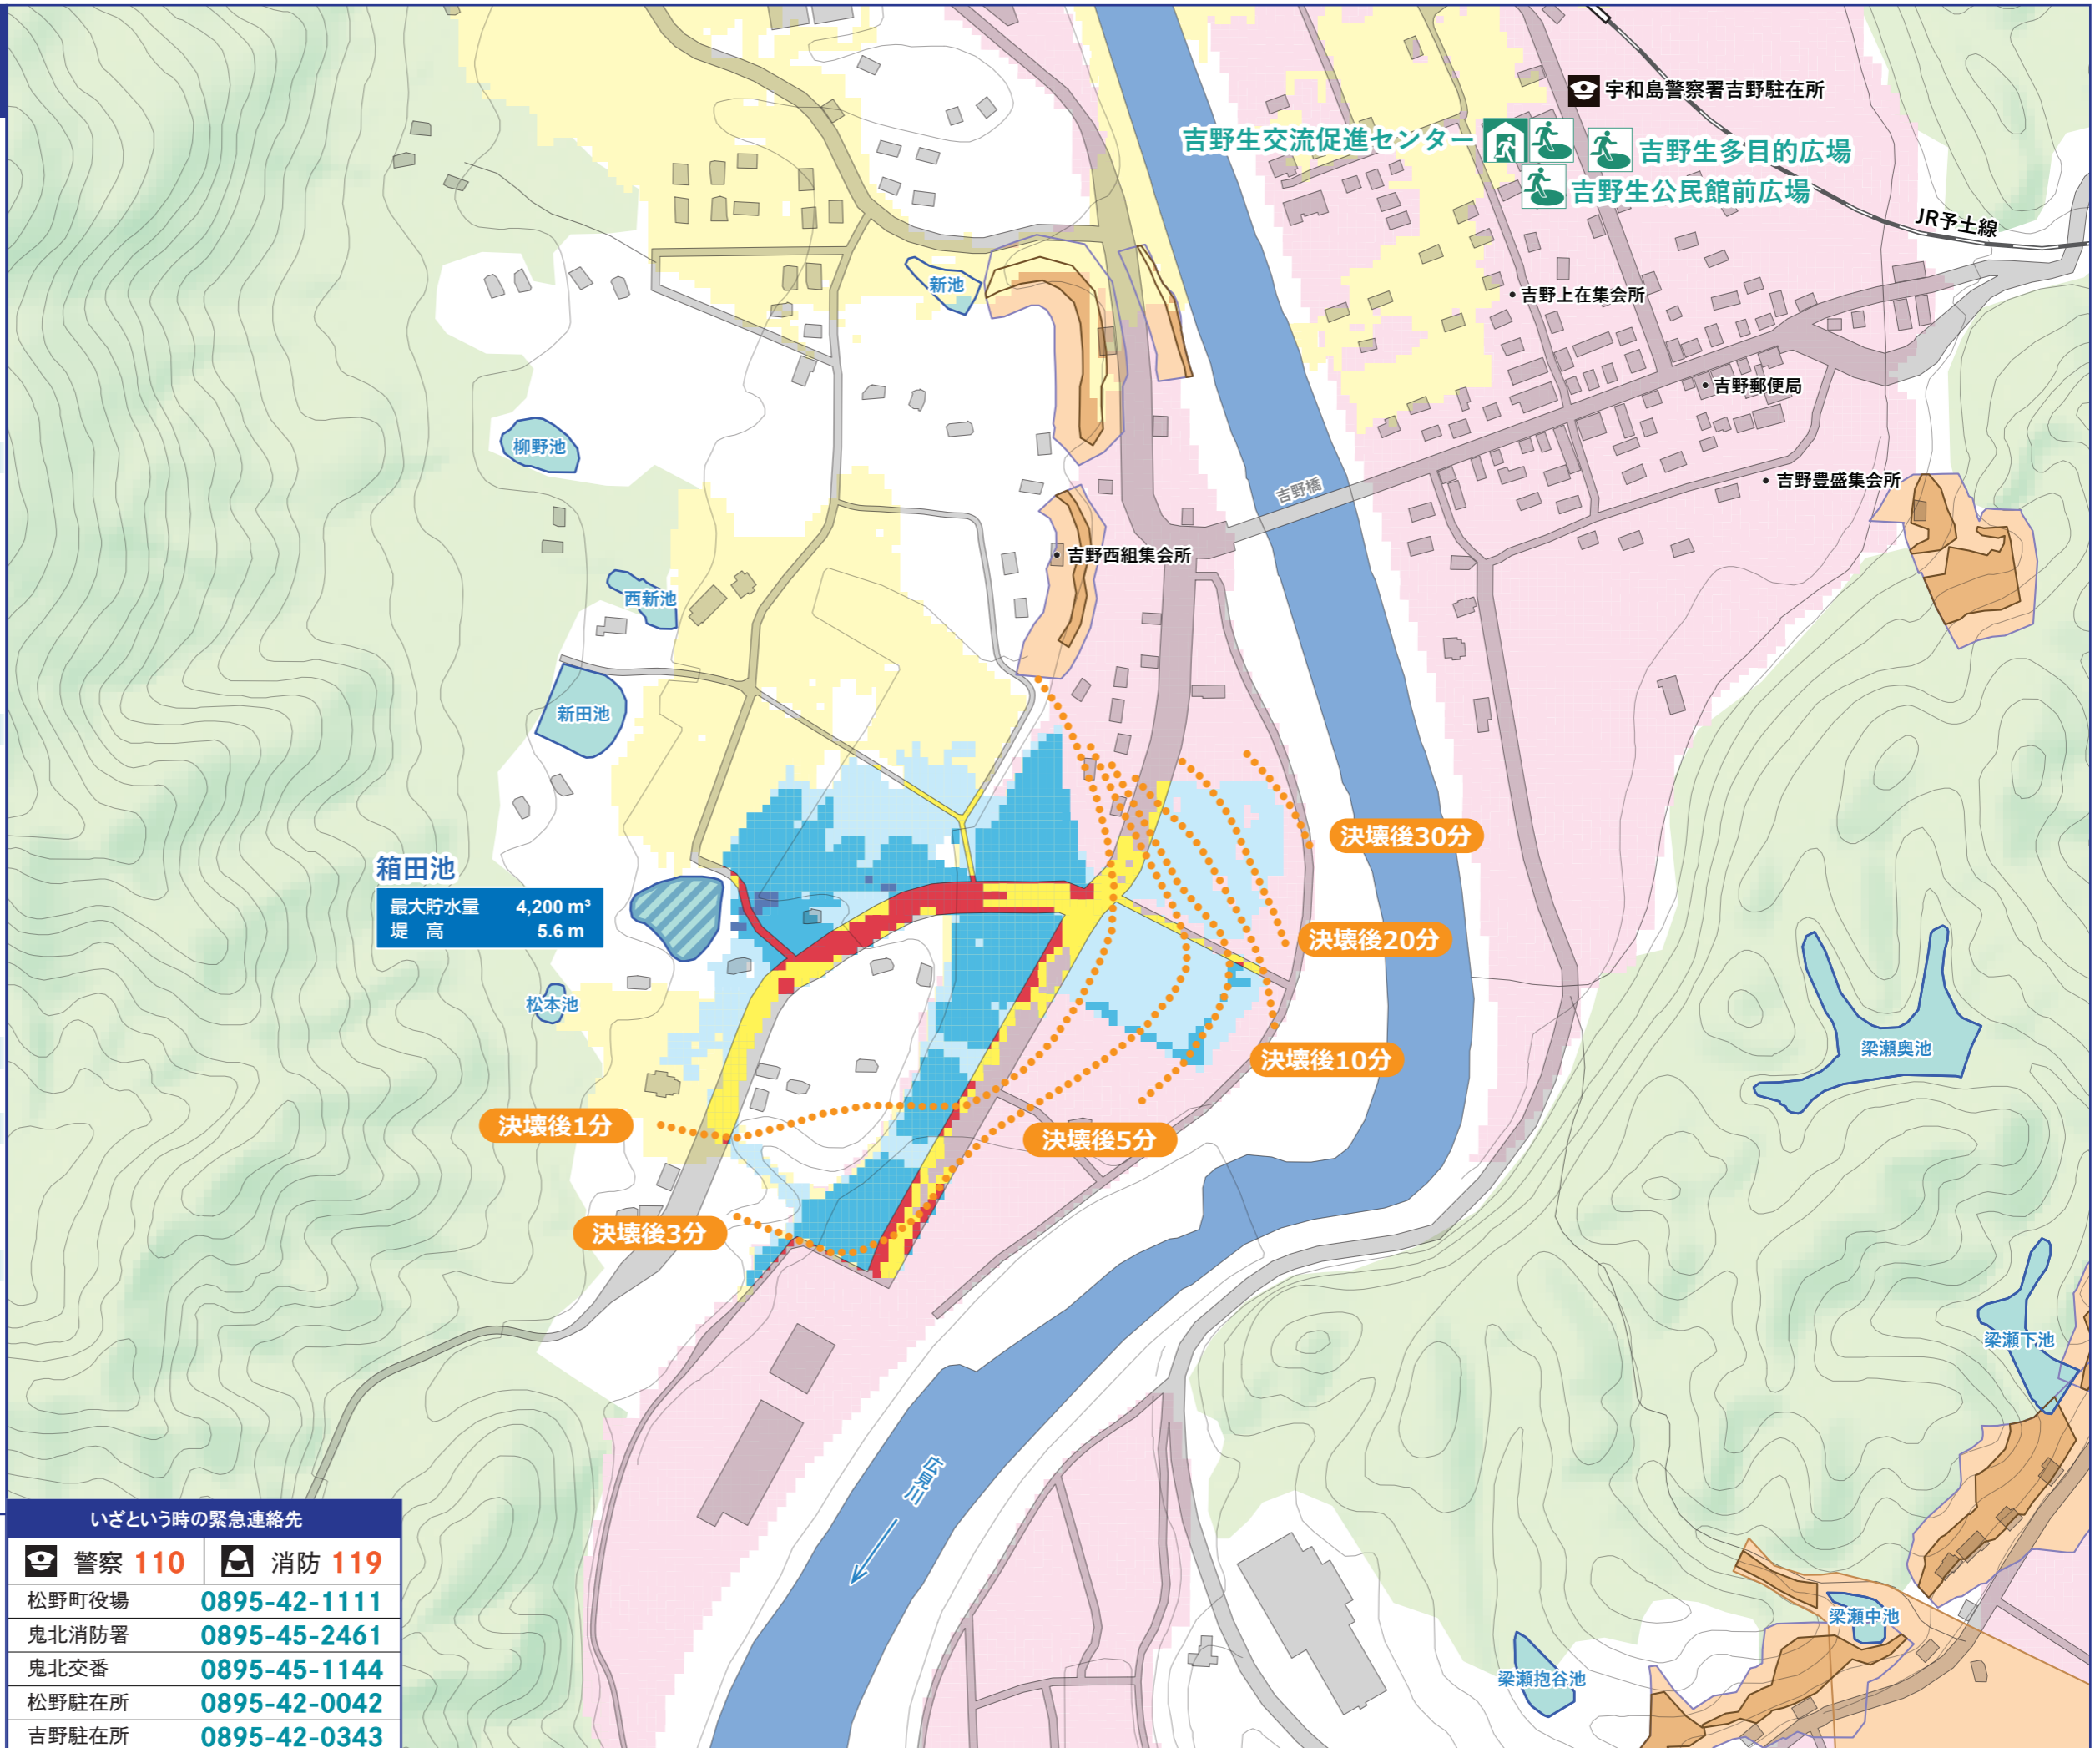 宇和島警察署吉野駐在所
吉野生交流促進センター
吉野生多目的広場
吉野生公民館前広場
JR予土線
新池
吉野上在集会所
吉野郵便局
柳野池
吉野橋
吉野豊盛集会所
吉野西組集会所
西新池
新田池
決壊後30分
箱田池
最大貯水量 4,200 m³
堤 高 5.6 m
決壊後20分
松本池
梁瀬奥池
決壊後10分
決壊後1分
決壊後5分
決壊後3分
梁瀬下池
広見川
いざという時の緊急連絡先
警察 110 消防 119
松野町役場 0895-42-1111
鬼北消防署 0895-45-2461
鬼北交番 0895-45-1144
松野駐在所 0895-42-0042
吉野駐在所 0895-42-0343
梁瀬中池
梁瀬抱谷池